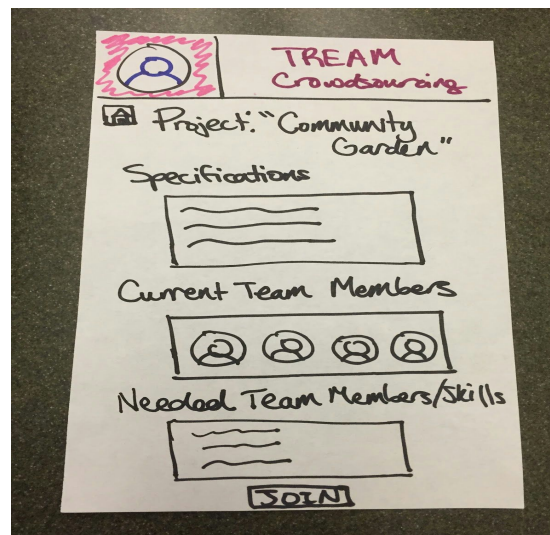 TREAM
Crowdsourcing
Project: "Community
Garden"
Specifications
Current Team Members
Needed Team Members/Skills
JOIN